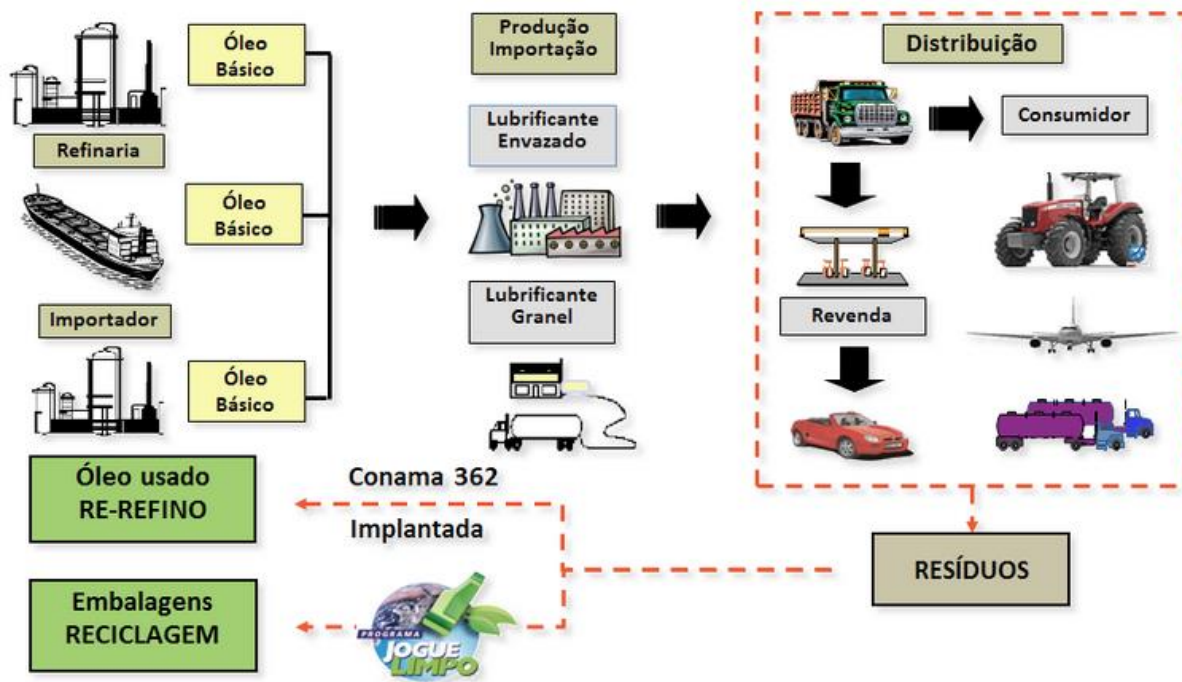 Óleo
Básico
Refinaria
Óleo
Básico
Importador
Óleo
Básico
Produção
Importação
Lubrificante
Envazado
Lubrificante
Granel
Distribuição
Consumidor
Revenda
Óleo usado
RE-REFINO
Conama 362
Implantada
RESÍDUOS
Embalagens
RECICLAGEM
PROGRAMA
JOGUE
LIMPO